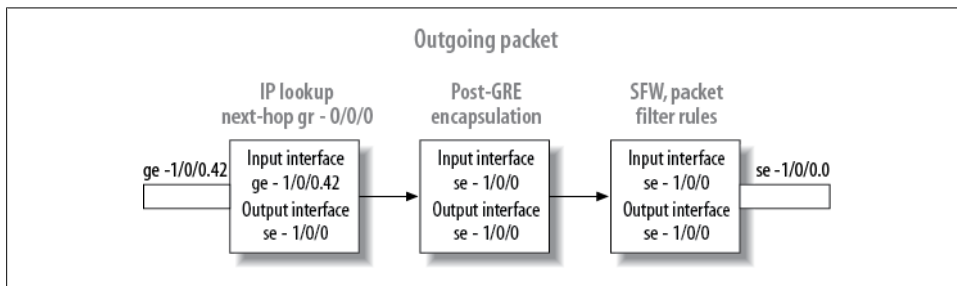 Outgoing packet
IP lookup
next-hop gr - 0/0/0
Post-GRE
encapsulation
SFW, packet
filter rules
ge -1/0/0.42
Input interface
ge - 1/0/0.42
Output interface
se - 1/0/0
Input interface
se - 1/0/0
Output interface
se - 1/0/0
Input interface
se - 1/0/0
Output interface
se - 1/0/0
se -1/0/0.0